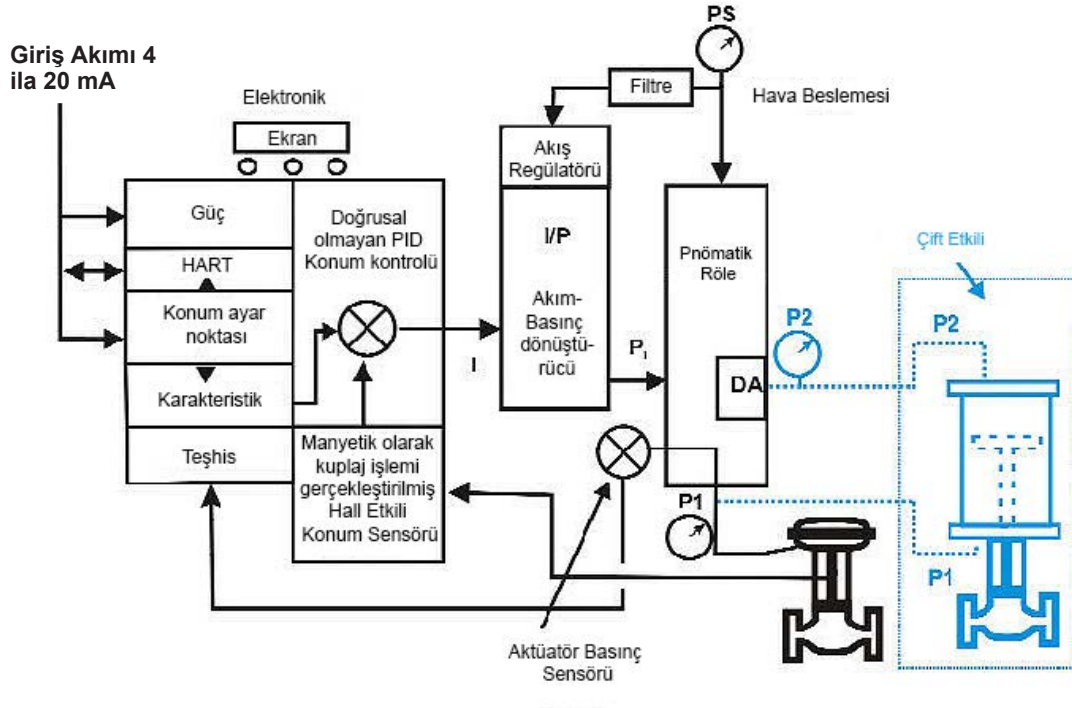 Giriş Akımı 4
ila 20 mA
Elektronik
Ekran
Güç
HART
Konum ayar
noktası
Karakteristik
Teşhis
Doğrusal
olmayan PID
Konum kontrolü
Manyetik olarak
kuplaj işlemi
gerçekleştirilmiş
Hall Etkili
Konum Sensörü
I
PS
Filtre
Hava Beslemesi
Akış
Regülatörü
I/P
Akım-
Basınç
dönüştü-
rücü
Pi
Pnömatik
Röle
DA
P1
P2
Çift Etkili
P2
P1
Aktüatör Basınç
Sensörü